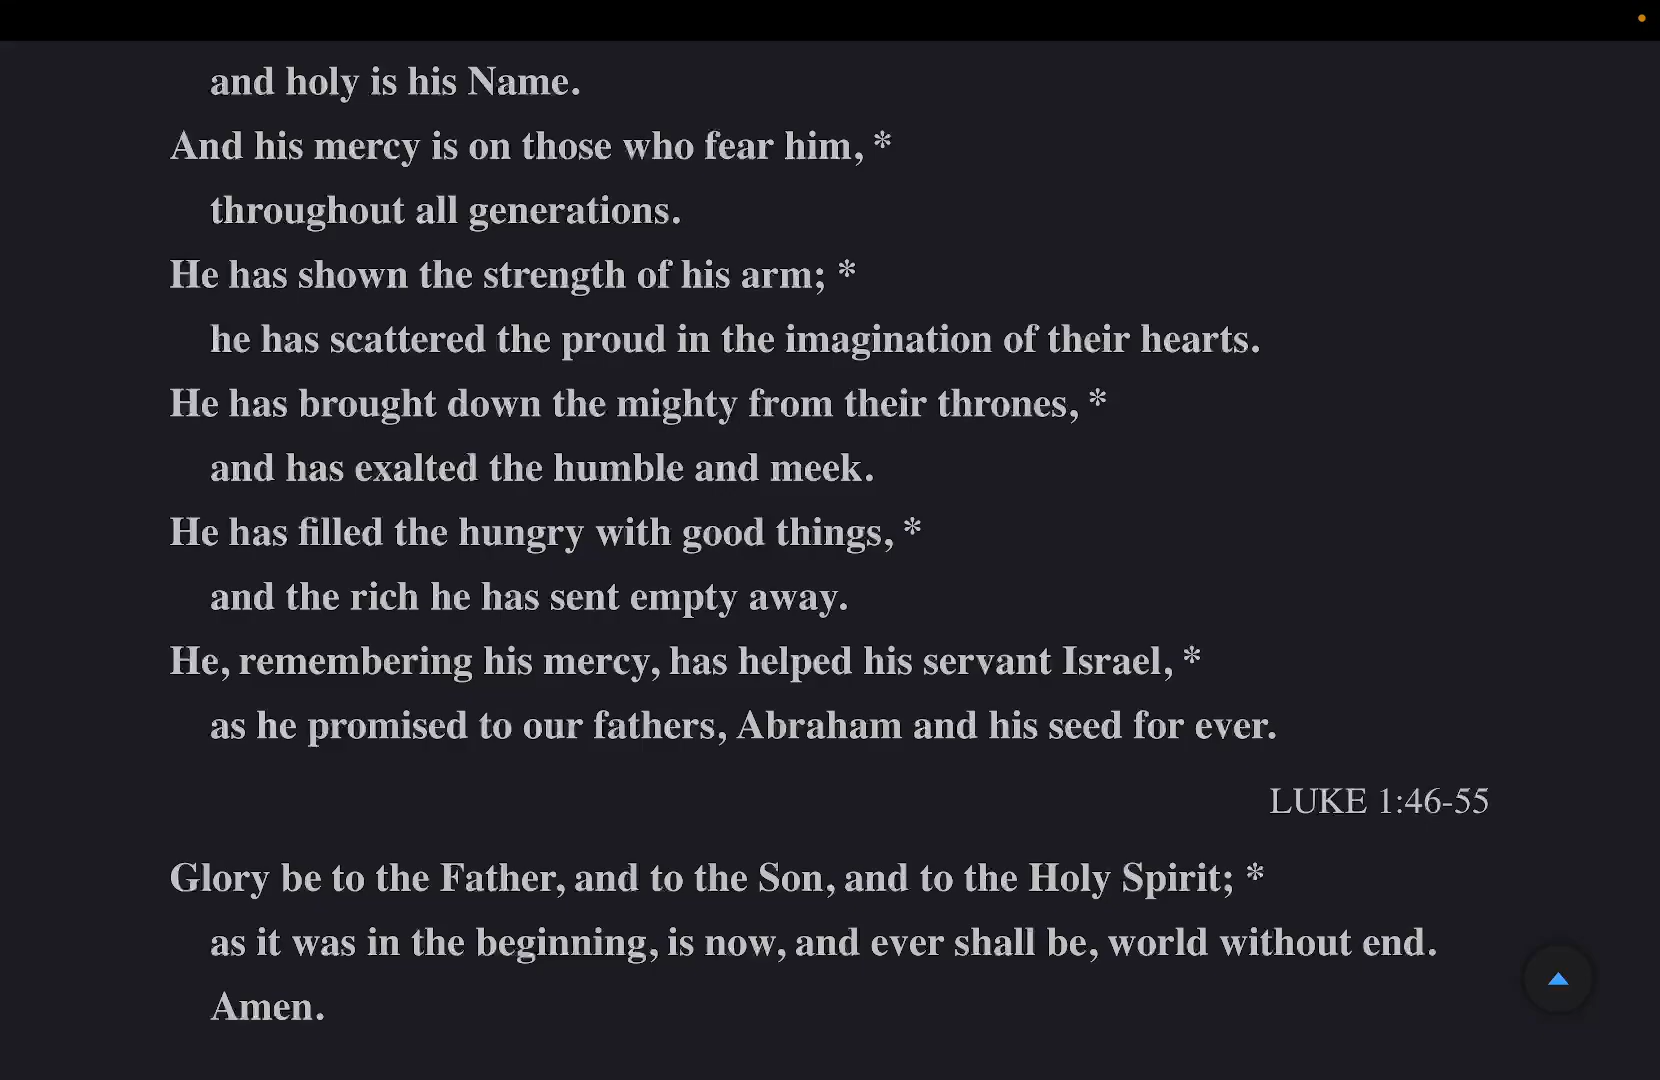 and holy is his Name.
And his mercy is on those who fear him, *
throughout all generations.
He has shown the strength of his arm; *
he has scattered the proud in the imagination of their hearts.
He has brought down the mighty from their thrones, *
and has exalted the humble and meek.
He has filled the hungry with good things, *
and the rich he has sent empty away.
He, remembering his mercy, has helped his servant Israel, *
as he promised to our fathers, Abraham and his seed for ever.
LUKE 1:46-55
Glory be to the Father, and to the Son, and to the Holy Spirit; *
as it was in the beginning, is now, and ever shall be, world without end.
Amen.